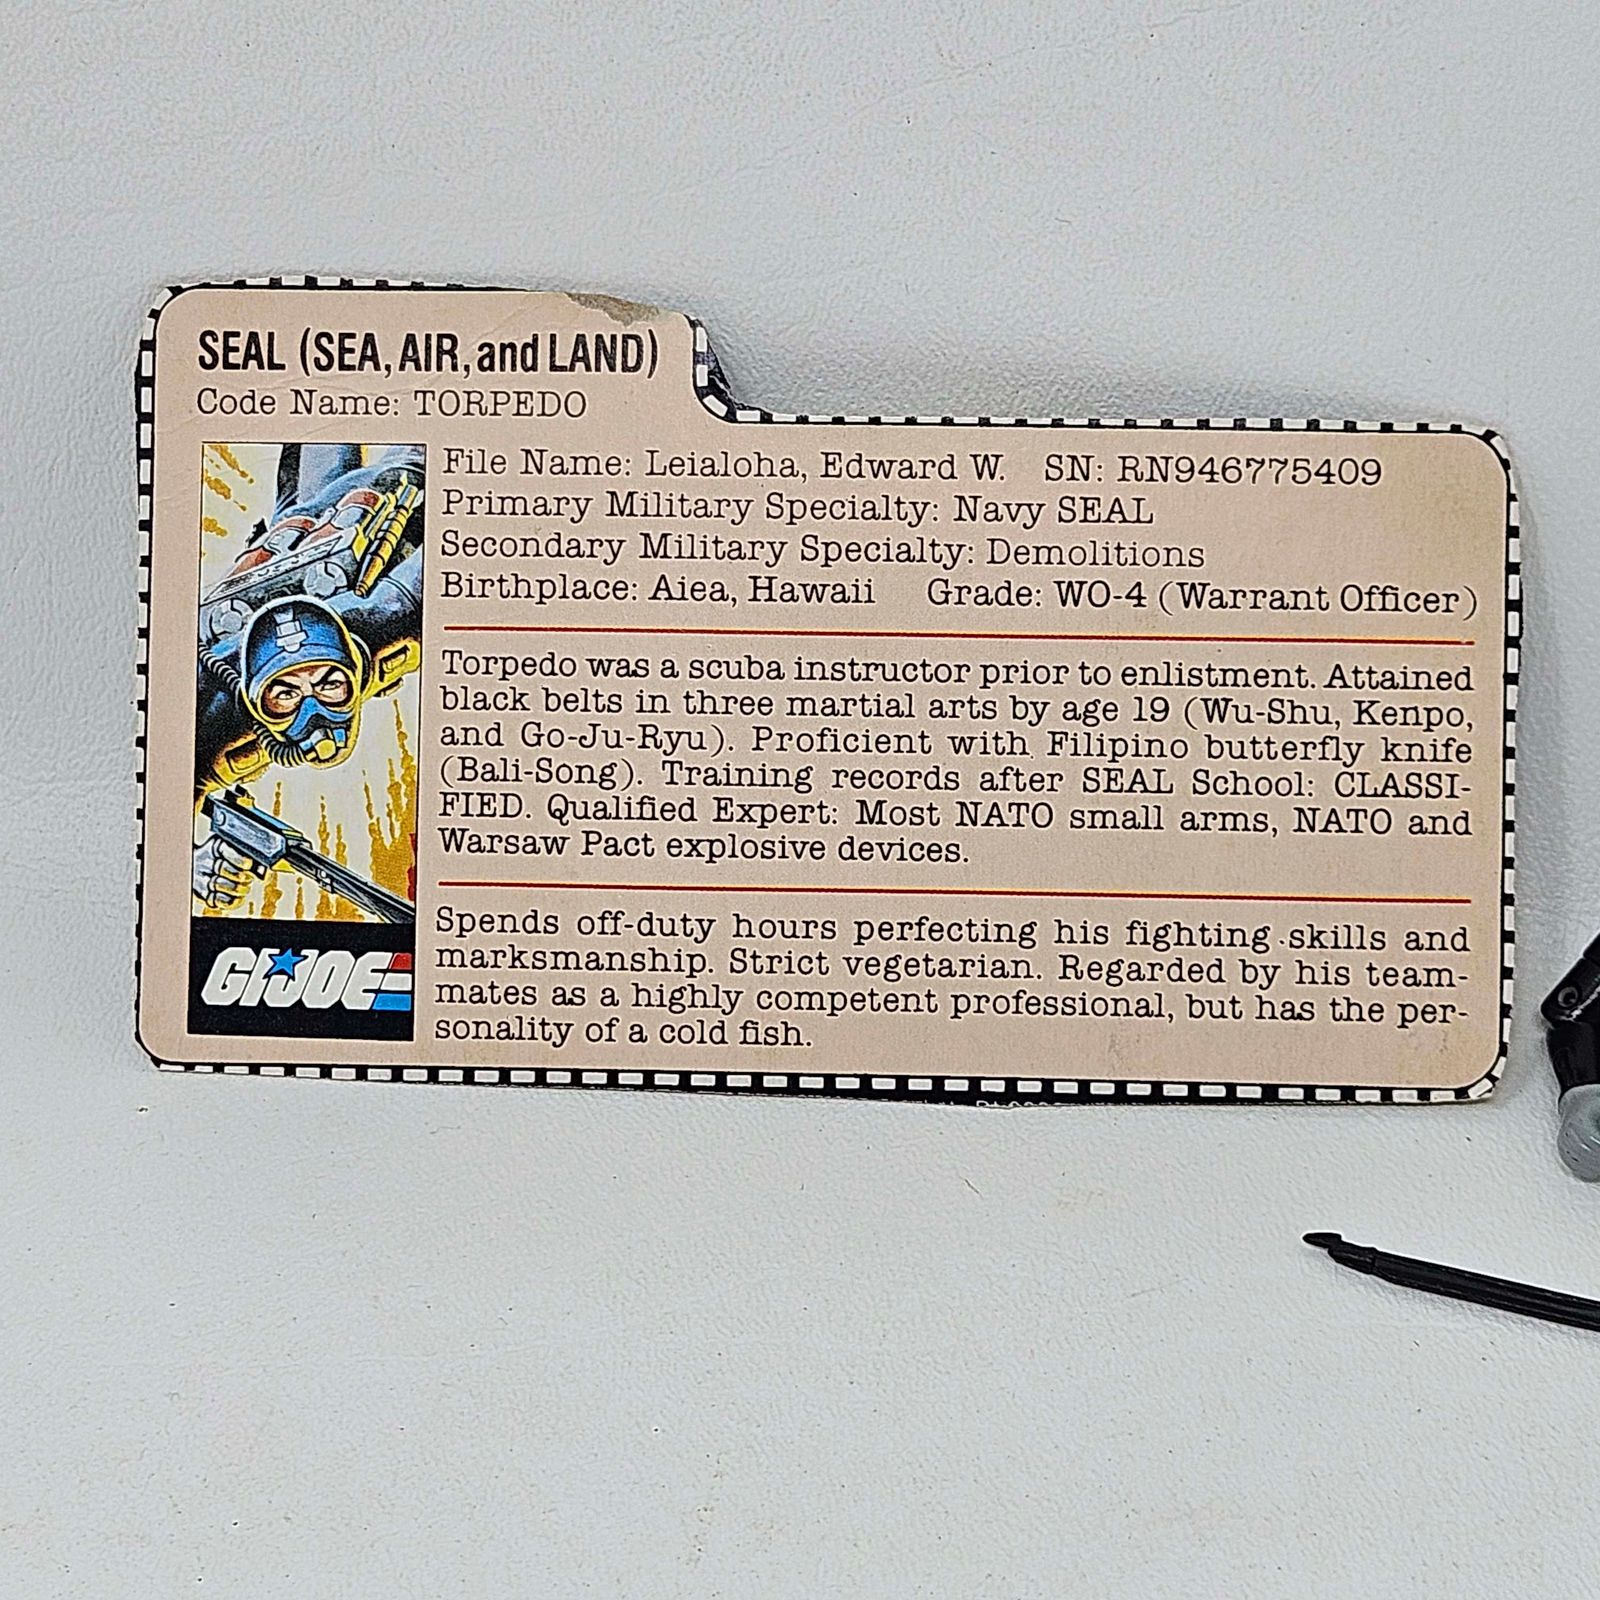 SEAL (SEA, AIR, and LAND)
Code Name: TORPEDO
File Name: Leialoha, Edward W. SN: RN946775409
Primary Military Specialty: Navy SEAL
Secondary Military Specialty: Demolitions
Birthplace: Aiea, Hawaii Grade: WO-4 (Warrant Officer)
Torpedo was a scuba instructor prior to enlistment. Attained
black belts in three martial arts by age 19 (Wu-Shu, Kenpo,
and Go-Ju-Ryu). Proficient with Filipino butterfly knife
(Bali-Song). Training records after SEAL School: CLASSI-
FIED. Qualified Expert: Most NATO small arms, NATO and
Warsaw Pact explosive devices.
Spends off-duty hours perfecting his fighting skills and
marksmanship. Strict vegetarian. Regarded by his team-
mates as a highly competent professional, but has the per-
sonality of a cold fish.
GI JOE